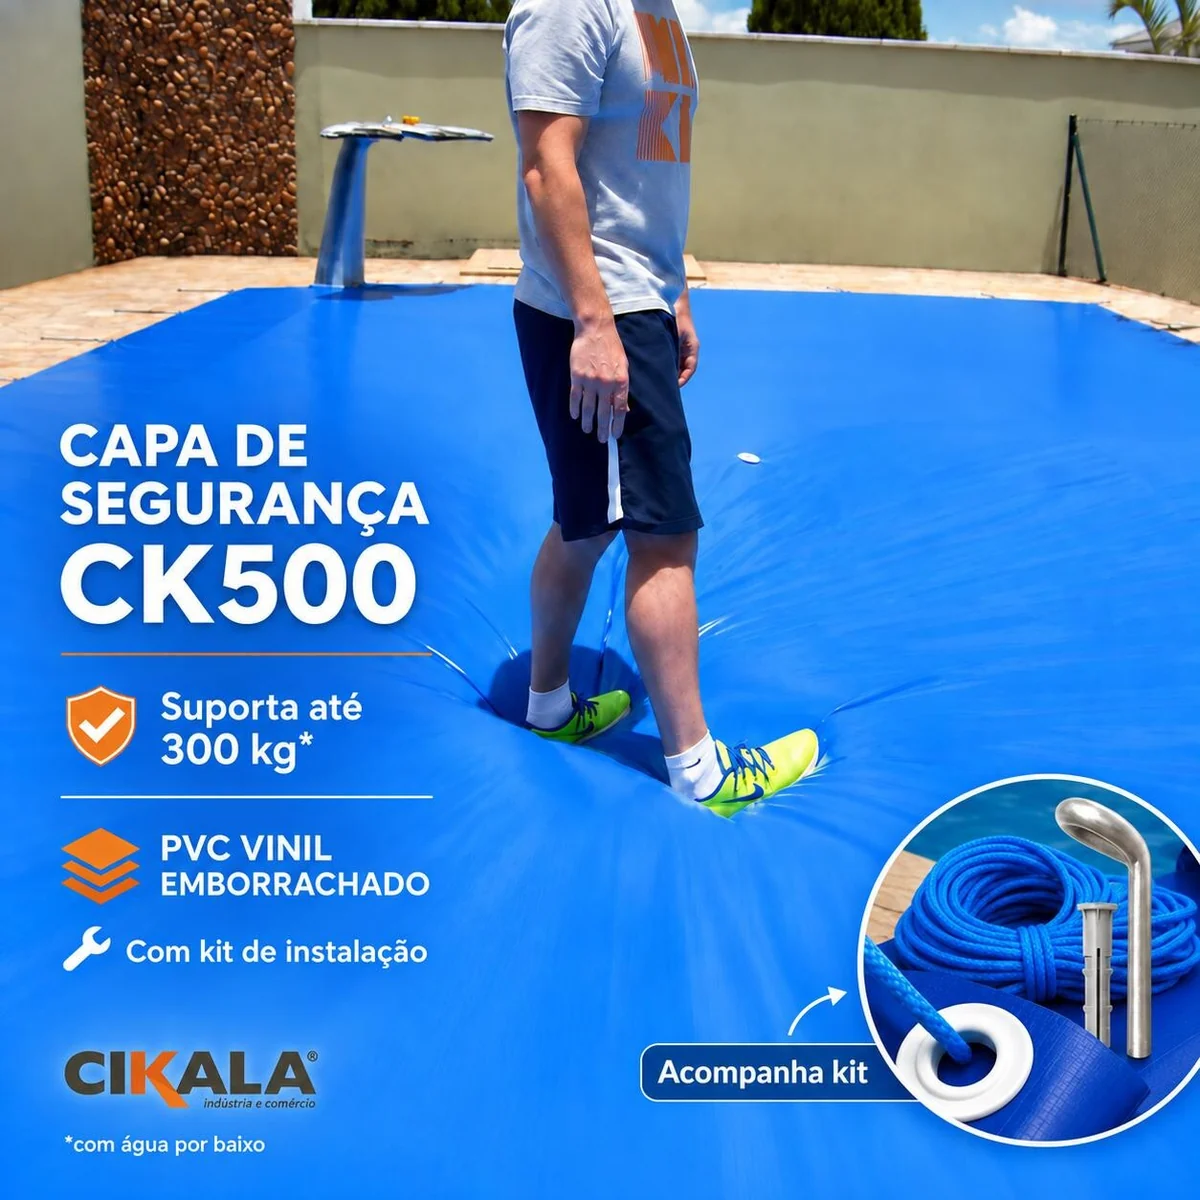 CAPA DE
SEGURANÇA
CK500
Suporta até
300 kg*
PVC VINIL
EMBORRACHADO
Com kit de instalação
Acompanha kit
CIKALA®
indústria e comércio
*com água por baixo